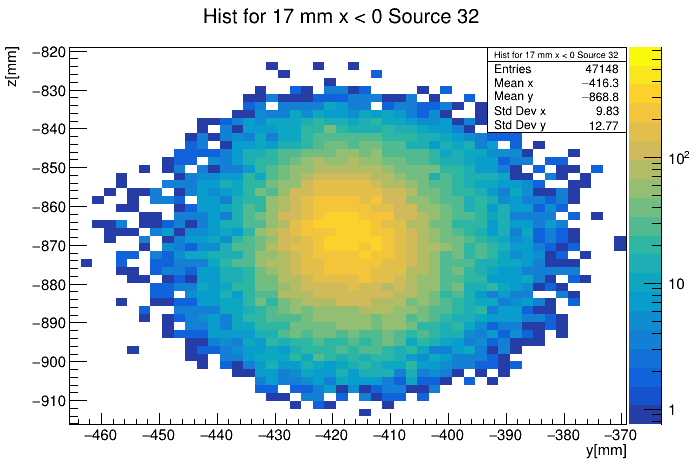 Hist for 17 mm x < 0 Source 32
z[mm]
−820
−830
−840
−850
−860
−870
−880
−890
−900
−910
Hist for 17 mm x < 0 Source 32
Entries 47148
Mean x −416.3
Mean y −868.8
Std Dev x 9.83
Std Dev y 12.77
10²
10
1
−460 −450 −440 −430 −420 −410 −400 −390 −380 −370
y[mm]